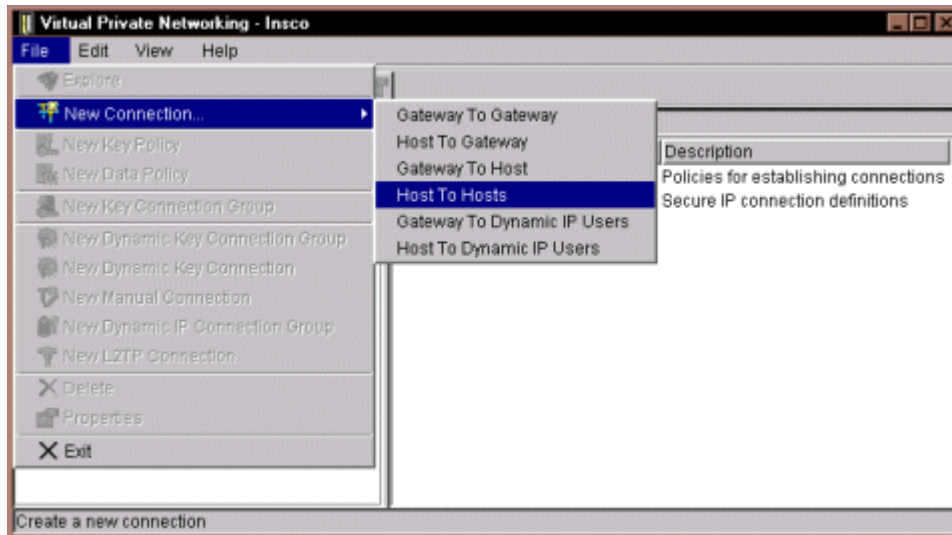 Virtual Private Networking - Insco
File Edit View Help
Explore
New Connection...
New Key Policy
New Data Policy
New Key Connection Group
New Dynamic Key Connection Group
New Dynamic Key Connection
New Manual Connection
New Dynamic IP Connection Group
New L2TP Connection
Delete
Properties
Exit
Gateway To Gateway
Host To Gateway
Gateway To Host
Host To Hosts
Gateway To Dynamic IP Users
Host To Dynamic IP Users
Description
Policies for establishing connections
Secure IP connection definitions
Create a new connection